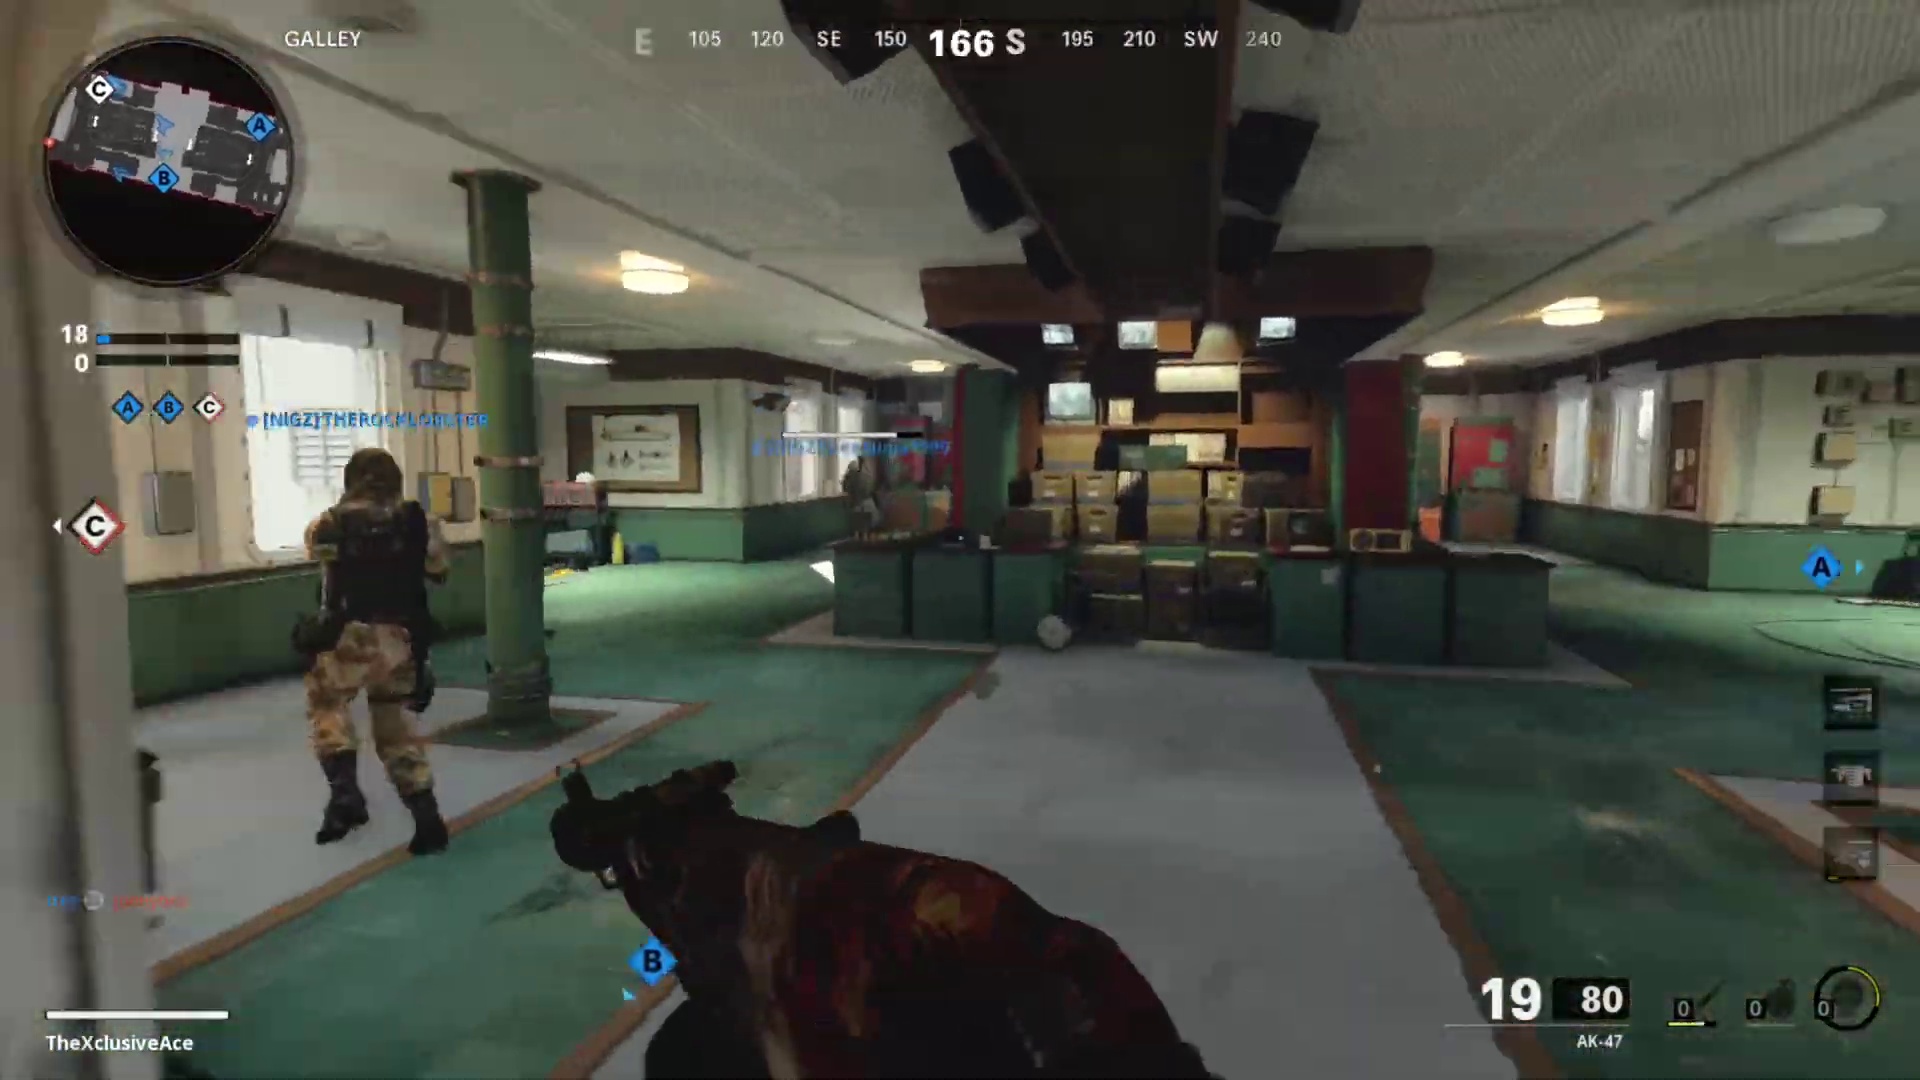 GALLEY
E 105 120 SE 150 166 S 195 210 SW 240
C
A
B
18
0
A B C
[NIGZ]THEROCKLOBSTER
C
A
B
19 80
0 0 0
AK-47
TheXclusiveAce